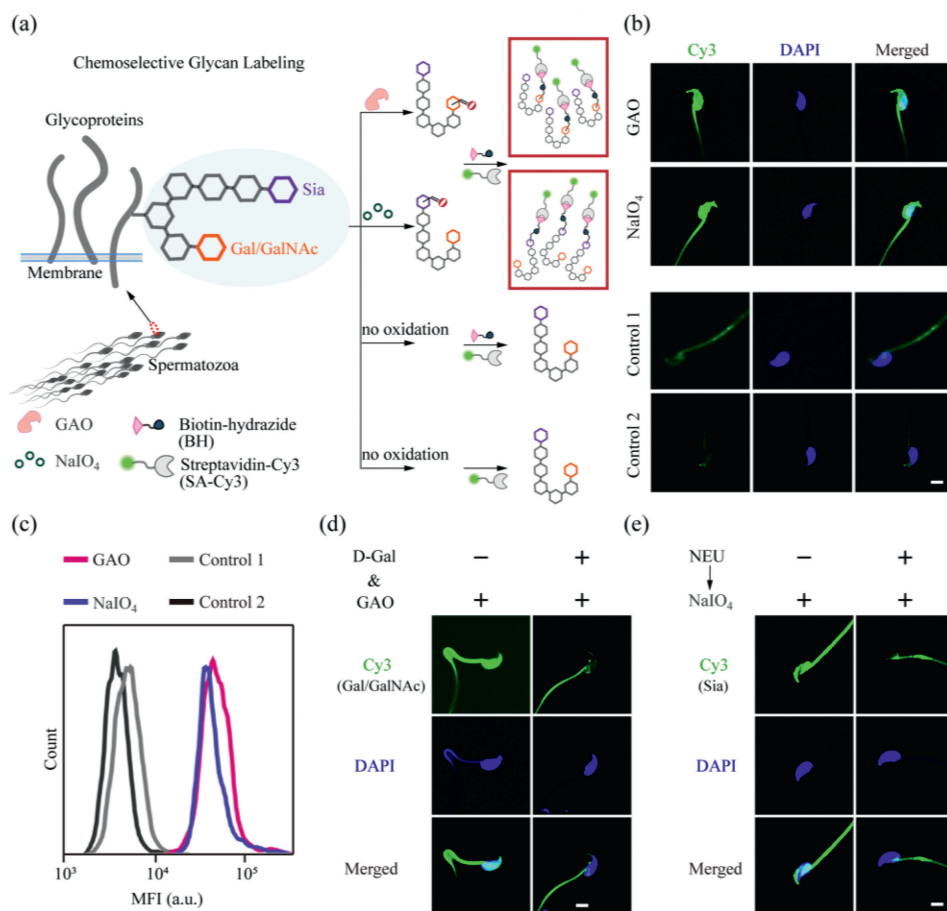 (a)
Chemoselective Glycan Labeling
Glycoproteins
Sia
Gal/GalNAc
Membrane
Spermatozoa
GAO
NaIO₄
Biotin-hydrazide
(BH)
Streptavidin-Cy3
(SA-Cy3)
GAO
NaIO₄
no oxidation
no oxidation
(b)
Cy3
DAPI
Merged
GAO
NaIO₄
Control 1
Control 2
(c)
GAO
Control 1
NaIO₄
Control 2
Count
10³
10⁴
10⁵
MFI (a.u.)
(d)
D-Gal
− +
&
GAO
+ +
Cy3
(Gal/GalNAc)
DAPI
Merged
(e)
NEU
− +
NaIO₄
+ +
Cy3
(Sia)
DAPI
Merged